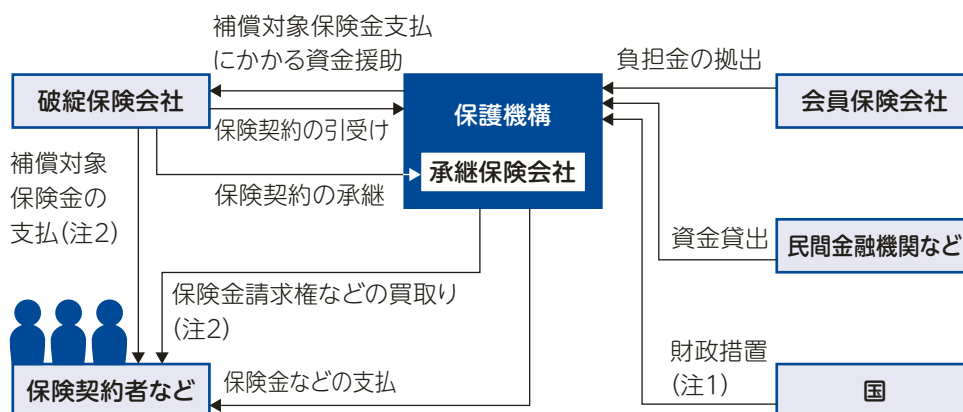 補償対象保険金支払
にかかる資金援助
負担金の拠出
破綻保険会社
保護機構
会員保険会社
保険契約の引受け
補償対象
保険金の
支払(注2)
承継保険会社
保険契約の承継
資金貸出
民間金融機関など
保険金請求権などの買取り
(注2)
財政措置
(注1)
保険契約者など
保険金などの支払
国